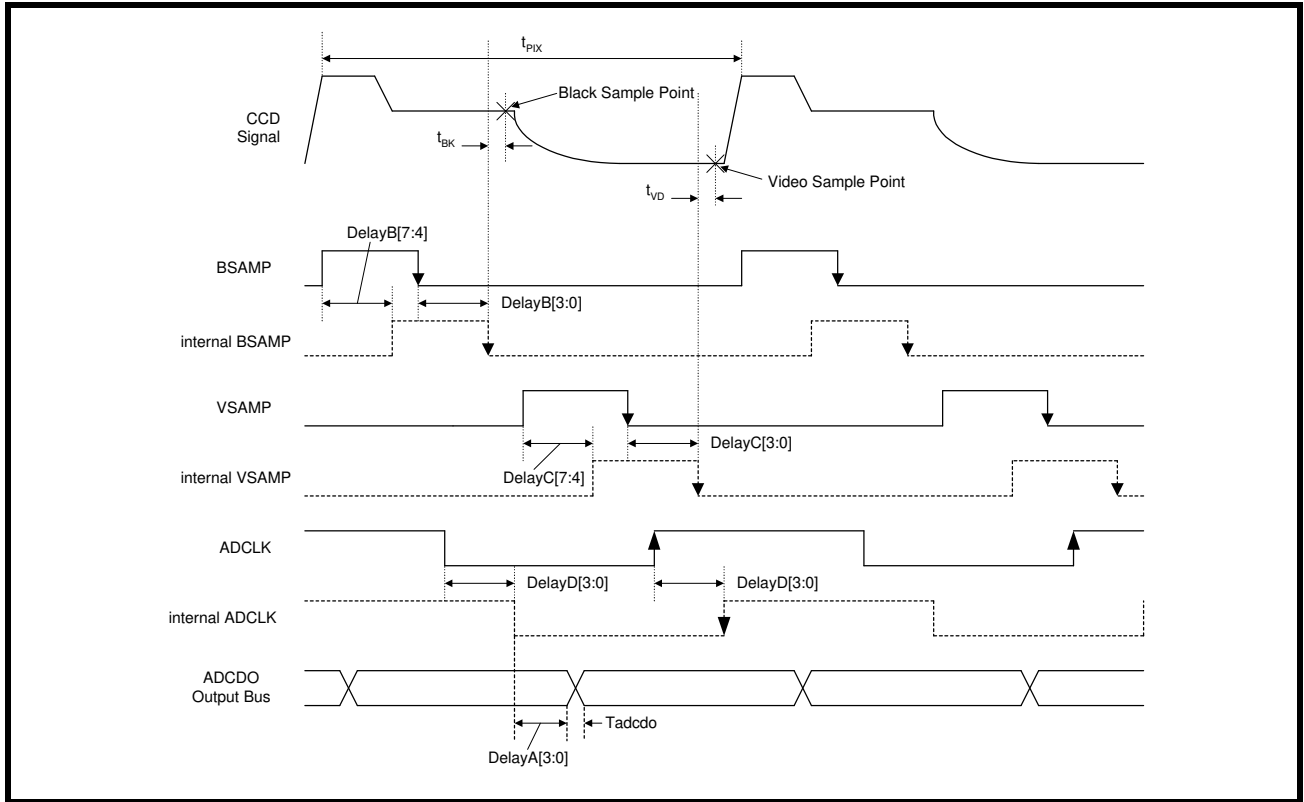 tPIX
Black Sample Point
CCD
Signal
tBK
Video Sample Point
tVD
DelayB[7:4]
BSAMP
DelayB[3:0]
internal BSAMP
VSAMP
DelayC[3:0]
DelayC[7:4]
internal VSAMP
ADCLK
DelayD[3:0]
DelayD[3:0]
internal ADCLK
ADCDO
Output Bus
Tadcdo
DelayA[3:0]